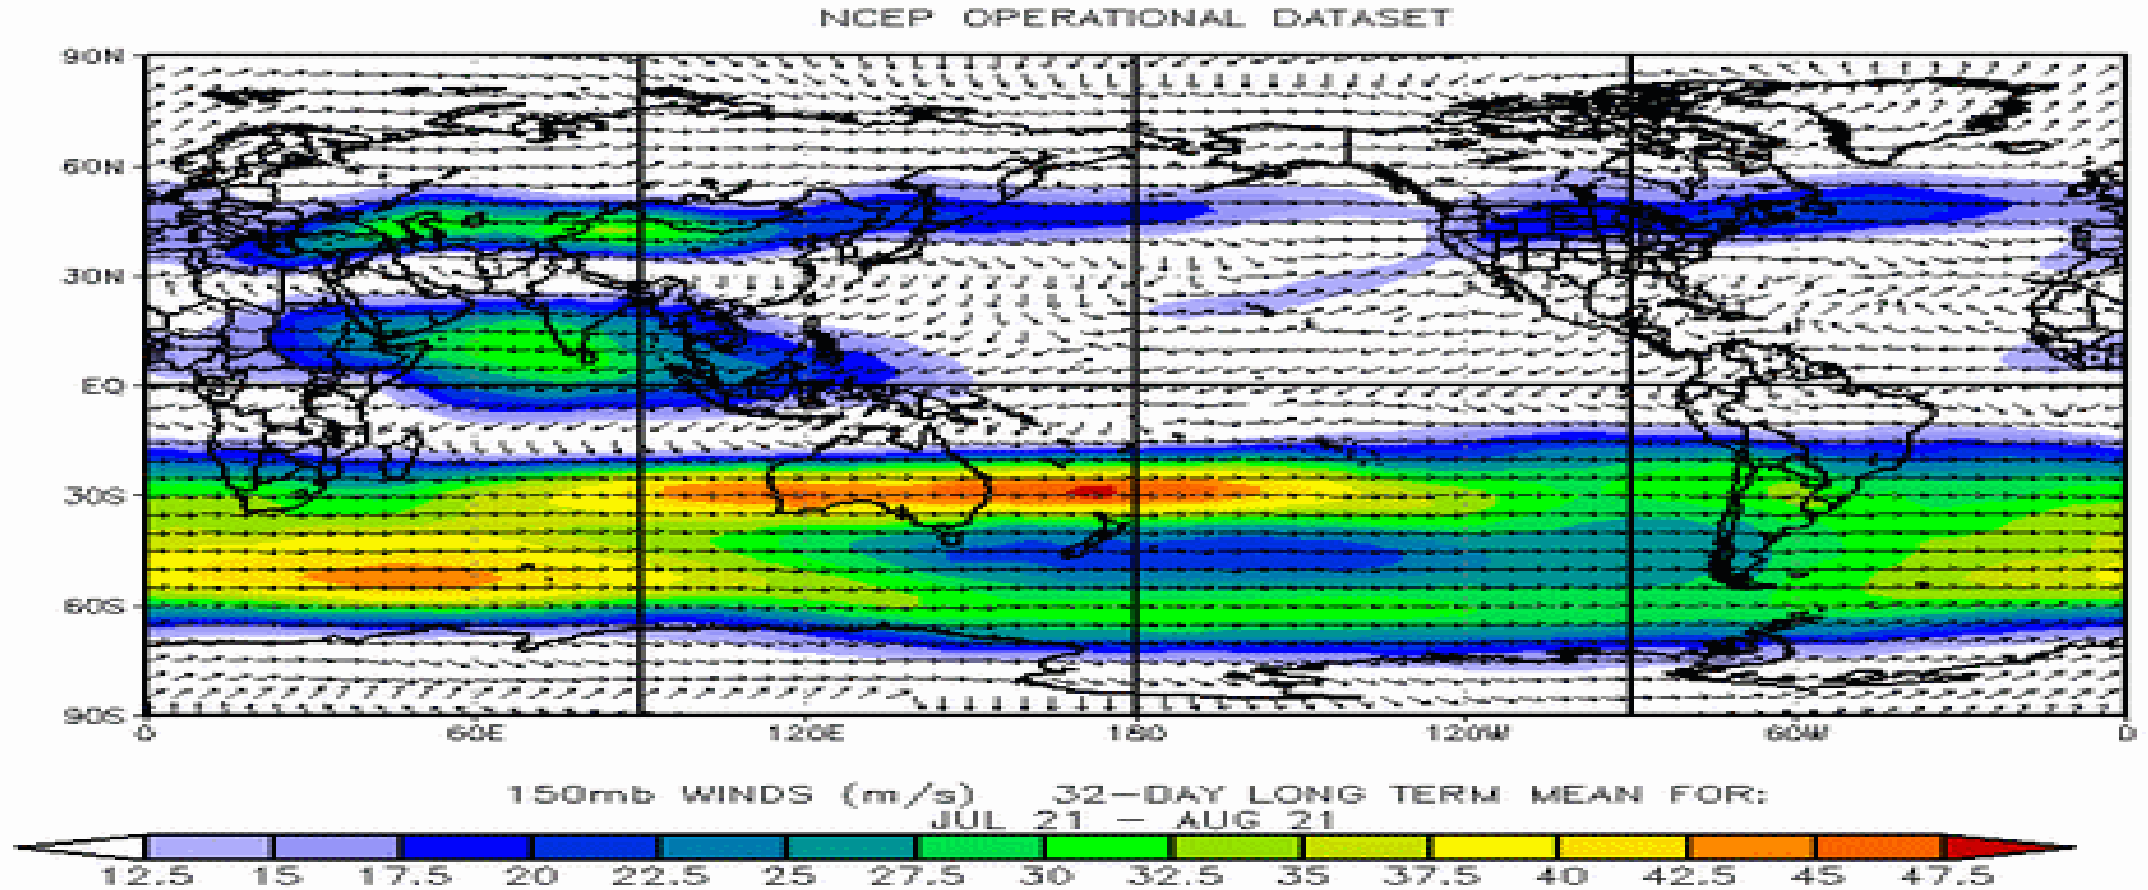 NCEP OPERATIONAL DATASET
90N
60N
30N
EQ
30S
60S
90S
0 60E 120E 180 120W 60W 0
150mb WINDS (m/s) 32-DAY LONG TERM MEAN FOR:
JUL 21 - AUG 21
12.5 15 17.5 20 22.5 25 27.5 30 32.5 35 37.5 40 42.5 45 47.5